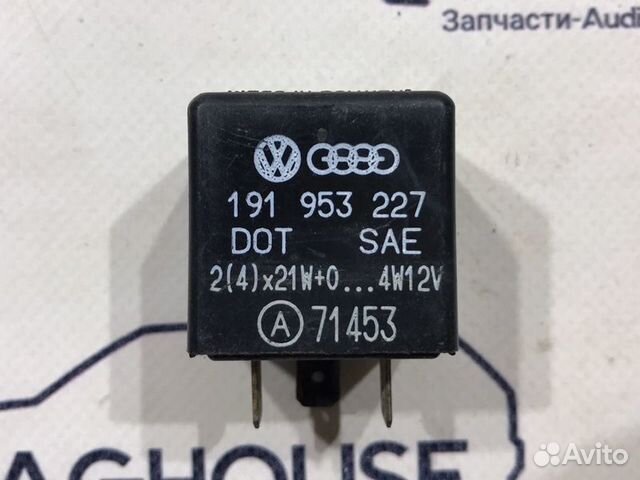 Запчасти-Audi
191 953 227
DOT SAE
2(4)x21W+0...4W12V
A 71453
AGHOUSE
Avito